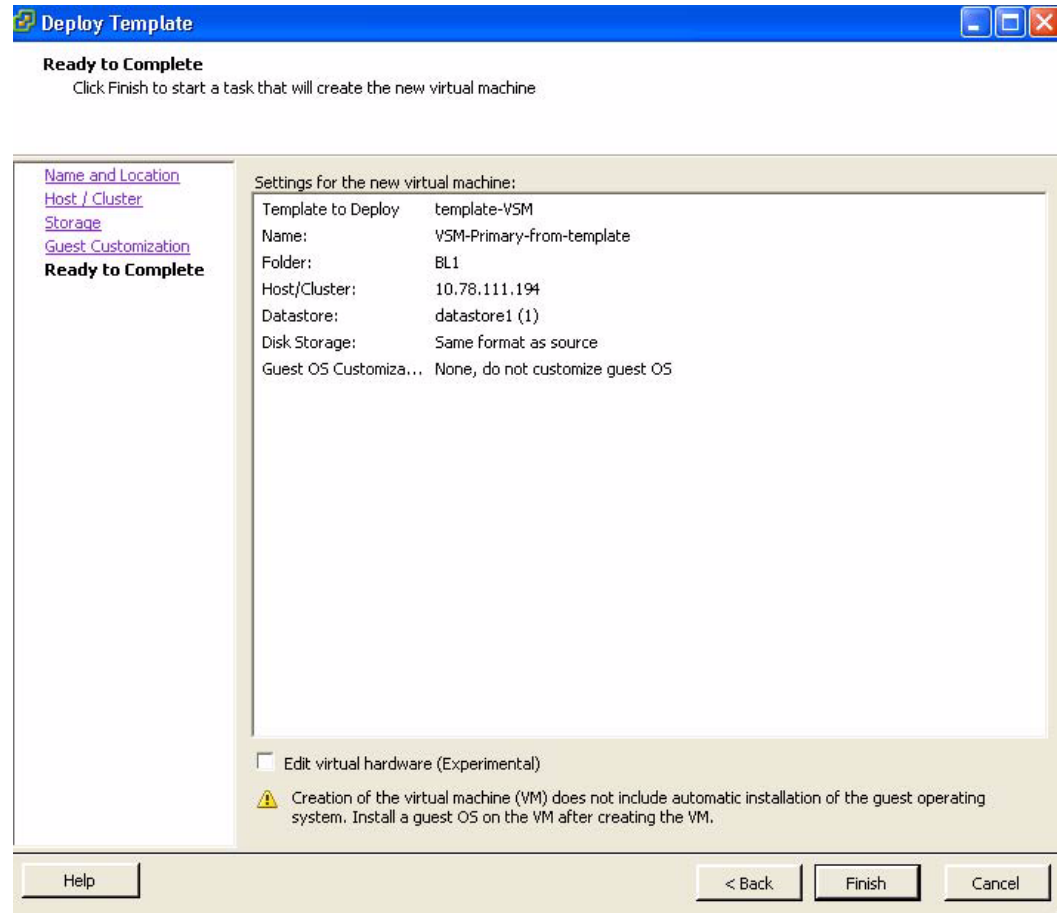 Deploy Template
Ready to Complete
Click Finish to start a task that will create the new virtual machine
Name and Location
Host / Cluster
Storage
Guest Customization
Ready to Complete
Settings for the new virtual machine:
Template to Deploy template-VSM
Name: VSM-Primary-from-template
Folder: BL1
Host/Cluster: 10.78.111.194
Datastore: datastore1 (1)
Disk Storage: Same format as source
Guest OS Customiza... None, do not customize guest OS
Edit virtual hardware (Experimental)
Creation of the virtual machine (VM) does not include automatic installation of the guest operating
system. Install a guest OS on the VM after creating the VM.
Help
< Back
Finish
Cancel